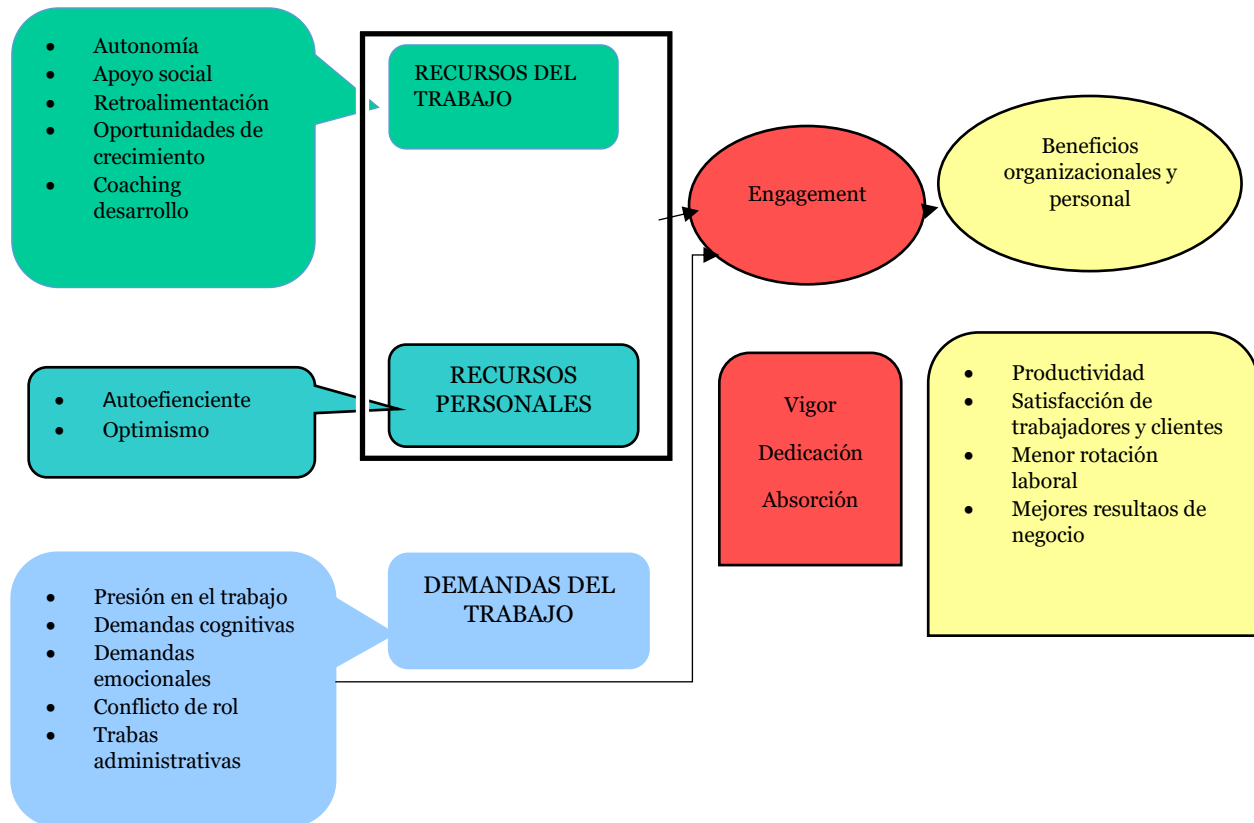 • Autonomía
• Apoyo social
• Retroalimentación
• Oportunidades de
crecimiento
• Coaching
desarrollo
RECURSOS DEL
TRABAJO
Engagement
Beneficios
organizacionales y
personal
• Autoefienciente
• Optimismo
RECURSOS
PERSONALES
Vigor
Dedicación
Absorción
• Productividad
• Satisfacción de
trabajadores y clientes
• Menor rotación
laboral
• Mejores resultaos de
negocio
• Presión en el trabajo
• Demandas cognitivas
• Demandas
emocionales
• Conflicto de rol
• Trabas
administrativas
DEMANDAS DEL
TRABAJO